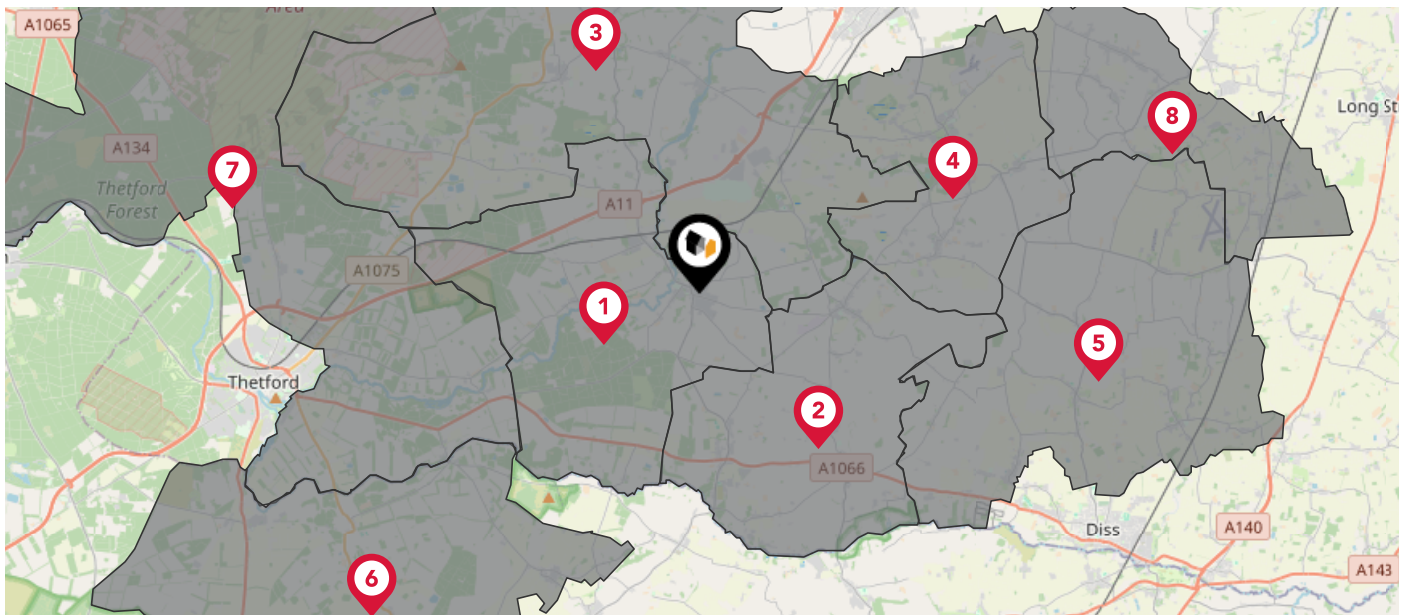 Area
A1065
3
Long St
8
A134
4
7
Thetford
Forest
A11
A1075
1
5
Thetford
2
A1066
Diss
A140
6
A143